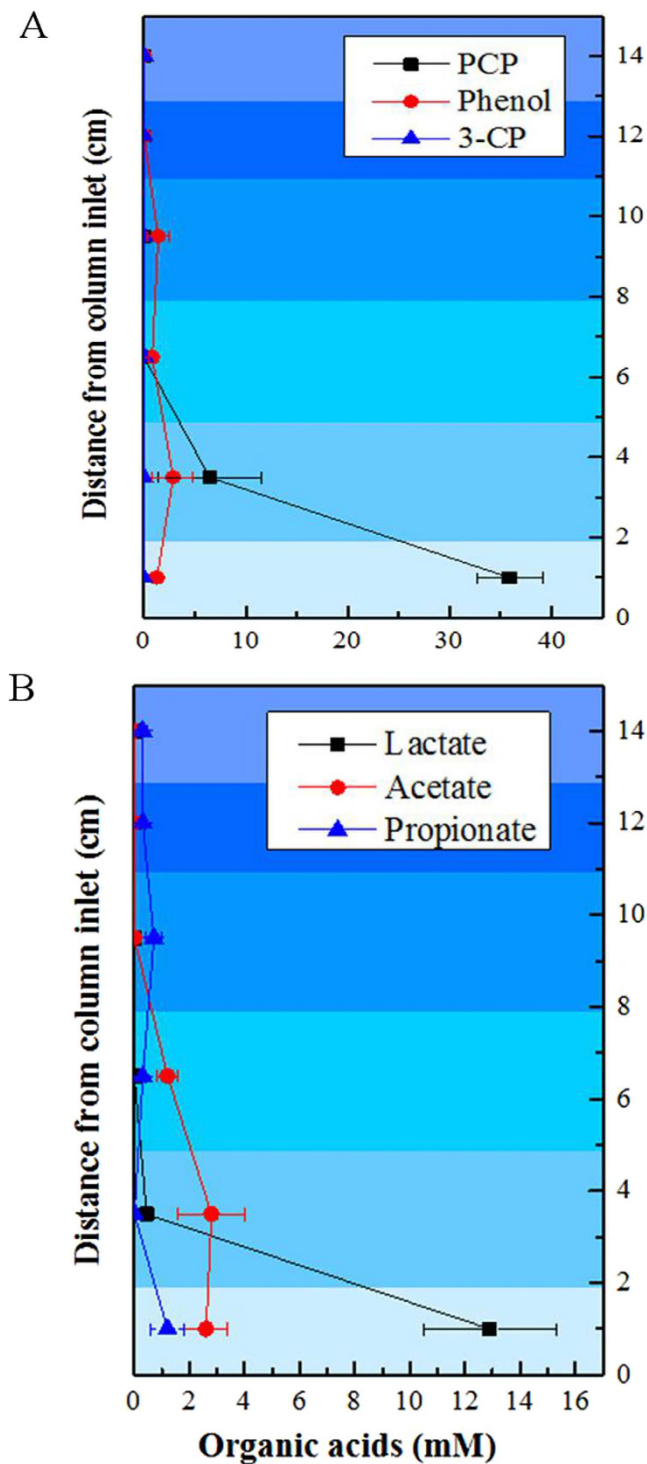 A
PCP
Phenol
3-CP
Distance from column inlet (cm)
14
12
10
8
6
4
2
0
0 10 20 30 40
B
Lactate
Acetate
Propionate
Distance from column inlet (cm)
14
12
10
8
6
4
2
0
0 2 4 6 8 10 12 14 16
Organic acids (mM)